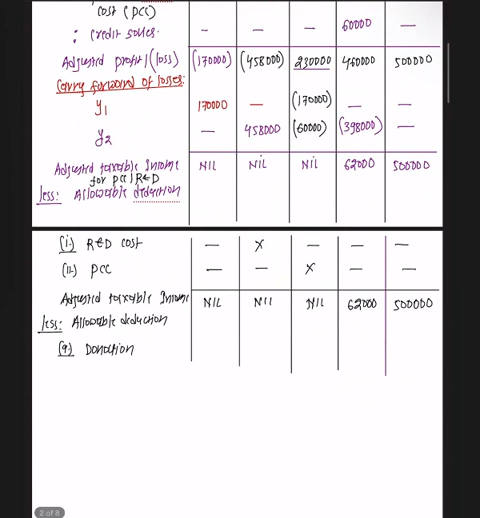 cost (PCC) 60000 —
: credit sales. — — —
Adjusted profit/(loss) (170000) (458000) 230000 460000 500000
Carry forward of losses:
Y1 170000 — (170000) — —
Y2 — 458000 (60000) (398000) —
Adjusted taxable Income NIL NIL NIL 62000 500000
for PCC/R&D
less: Allowable deduction
(i.) R&D cost — x — — —
(ii.) PCC — — x — —
Adjusted taxable Income NIL NIL NIL 62000 500000
less: Allowable deduction
(a) Donation
2 of 8